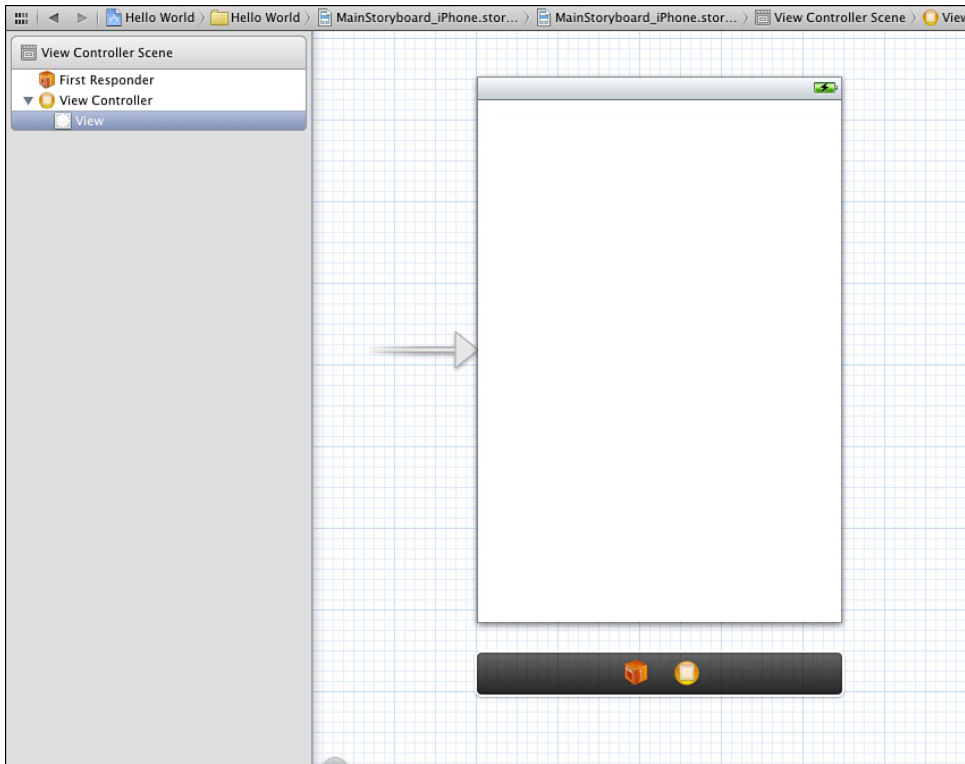 Hello World Hello World MainStoryboard_iPhone.stor... MainStoryboard_iPhone.stor... View Controller Scene View
View Controller Scene
First Responder
View Controller
View